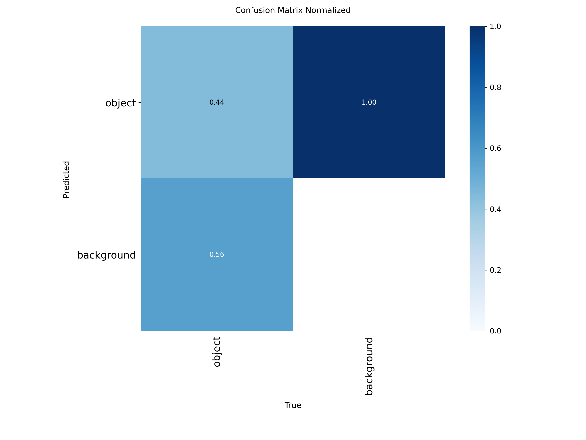 Confusion Matrix Normalized
1.0
object
0.44
1.00
0.8
Predicted
0.6
0.4
background
0.56
0.2
0.0
object
background
True